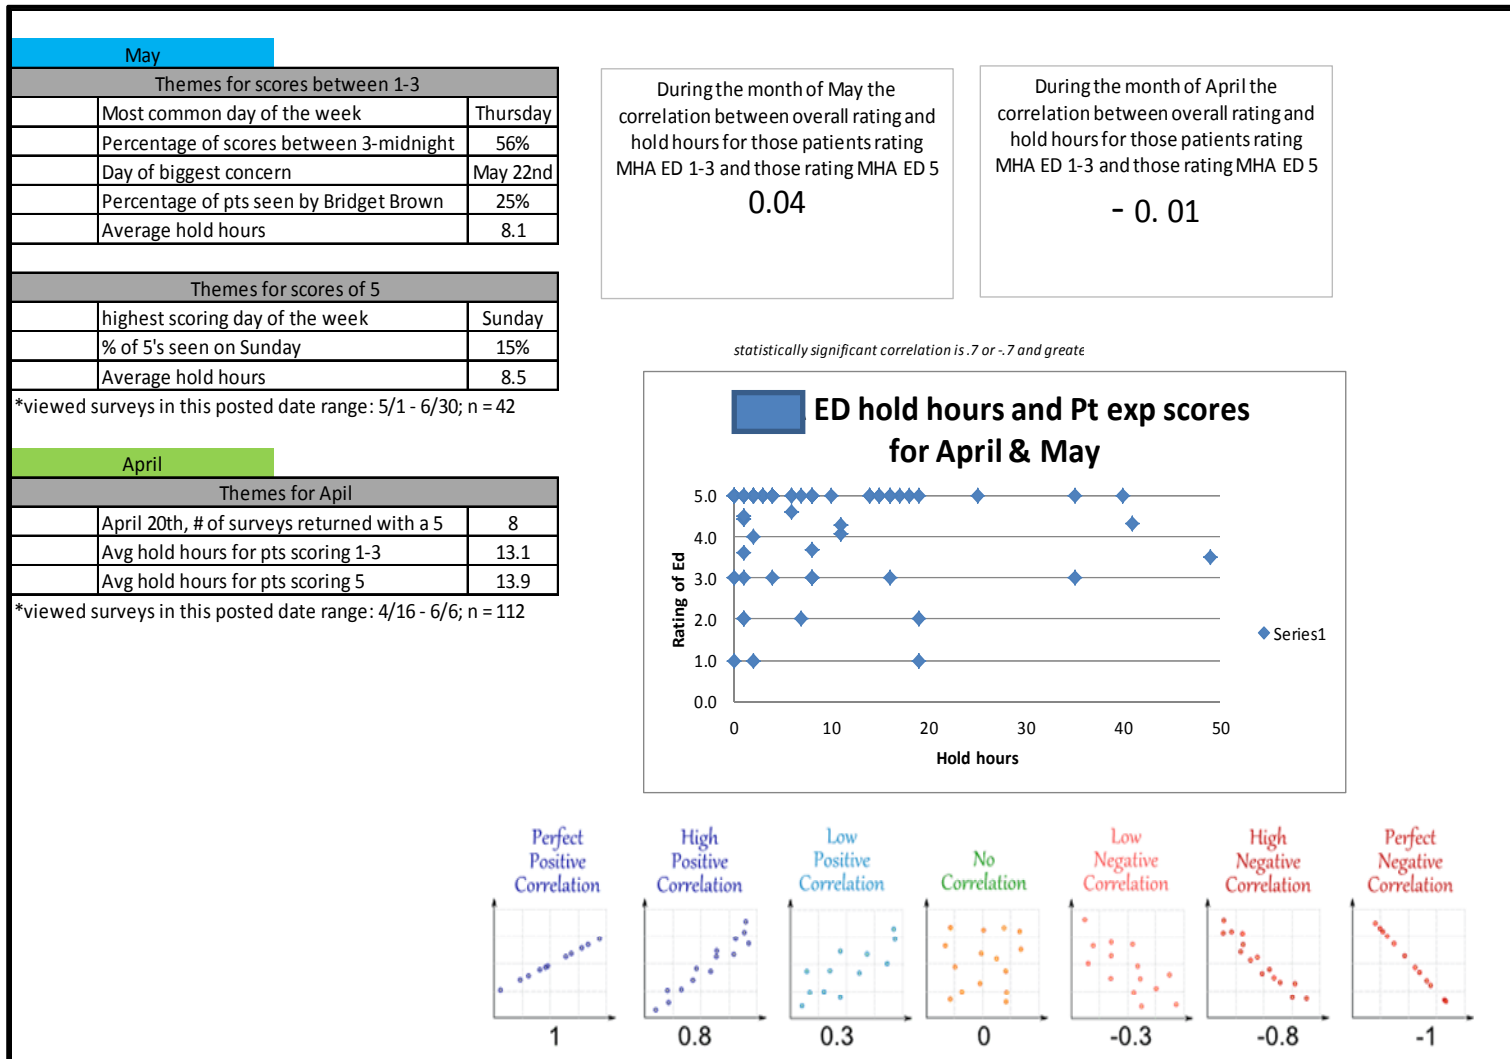 May
Themes for scores between 1-3
Most common day of the week Thursday
Percentage of scores between 3-midnight 56%
Day of biggest concern May 22nd
Percentage of pts seen by Bridget Brown 25%
Average hold hours 8.1
Themes for scores of 5
highest scoring day of the week Sunday
% of 5's seen on Sunday 15%
Average hold hours 8.5
*viewed surveys in this posted date range: 5/1 - 6/30; n = 42
April
Themes for Apil
April 20th, # of surveys returned with a 5 8
Avg hold hours for pts scoring 1-3 13.1
Avg hold hours for pts scoring 5 13.9
*viewed surveys in this posted date range: 4/16 - 6/6; n = 112
During the month of May the
correlation between overall rating and
hold hours for those patients rating
MHA ED 1-3 and those rating MHA ED 5
0.04
During the month of April the
correlation between overall rating and
hold hours for those patients rating
MHA ED 1-3 and those rating MHA ED 5
- 0. 01
statistically significant correlation is .7 or -.7 and greate
ED hold hours and Pt exp scores
for April & May
Rating of Ed
5.0
4.0
3.0
2.0
1.0
0.0
0 10 20 30 40 50
Hold hours
Series1
Perfect
Positive
Correlation
1
High
Positive
Correlation
0.8
Low
Positive
Correlation
0.3
No
Correlation
0
Low
Negative
Correlation
-0.3
High
Negative
Correlation
-0.8
Perfect
Negative
Correlation
-1